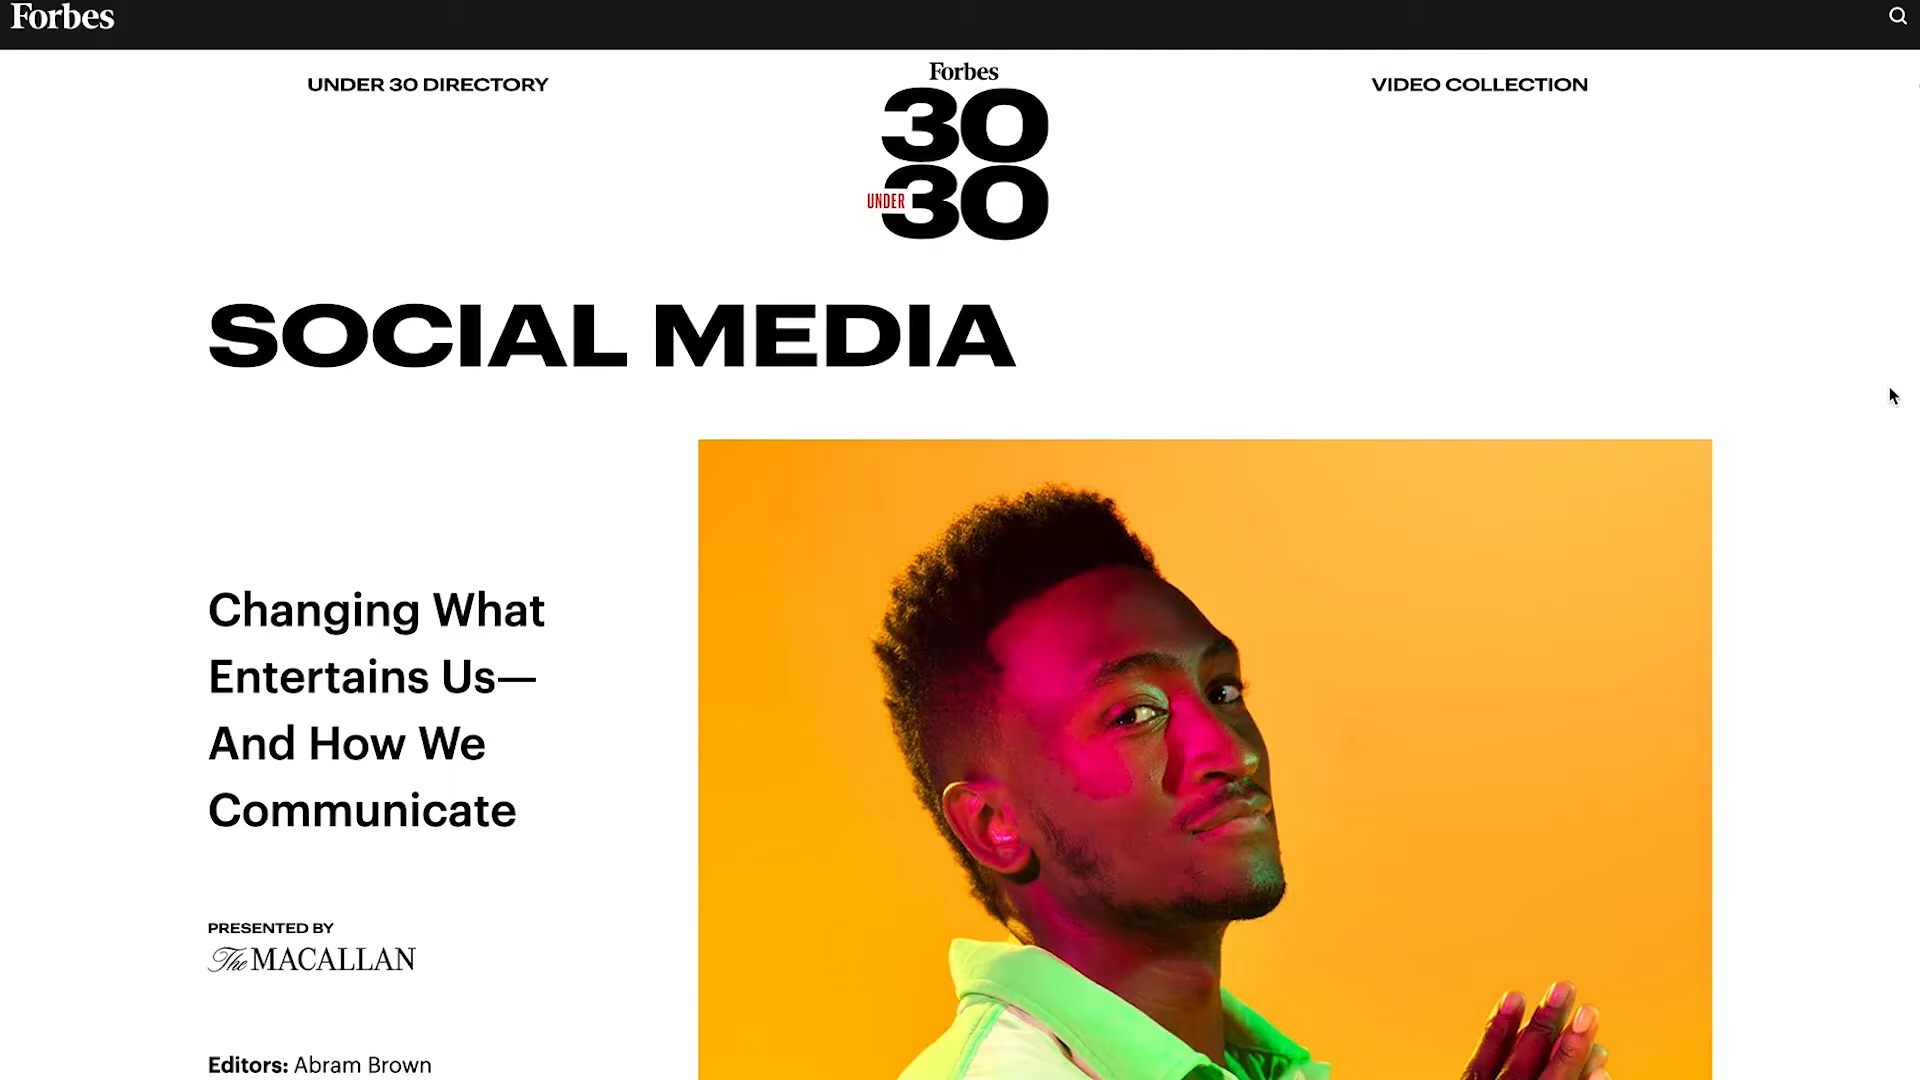 Forbes
UNDER 30 DIRECTORY
Forbes
30
UNDER 30
VIDEO COLLECTION
SOCIAL MEDIA
Changing What
Entertains Us—
And How We
Communicate
PRESENTED BY
The MACALLAN
Editors: Abram Brown